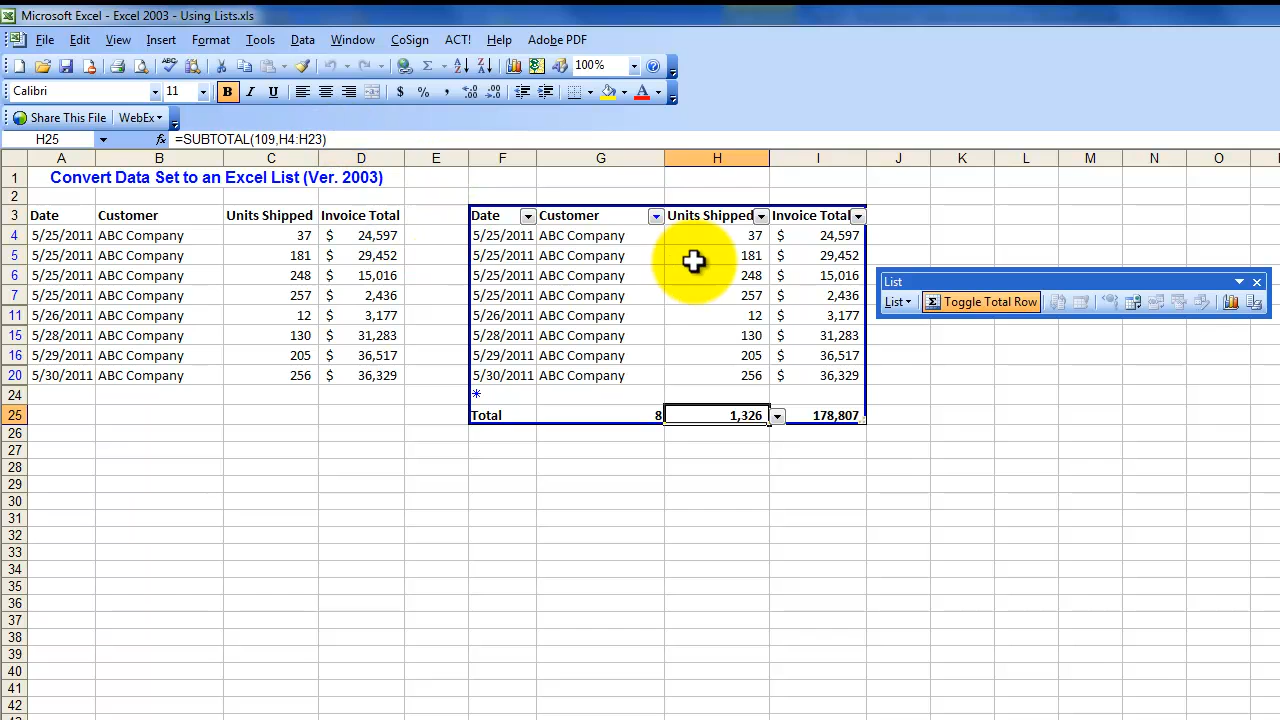 Microsoft Excel - Excel 2003 - Using Lists.xls
File Edit View Insert Format Tools Data Window CoSign ACT! Help Adobe PDF
100%
Calibri 11 B I U $ % , A
Share This File WebEx
H25 fx =SUBTOTAL(109,H4:H23)
A B C D E F G H I J K L M N O
1 Convert Data Set to an Excel List (Ver. 2003)
2
3 Date Customer Units Shipped Invoice Total Date Customer Units Shipped Invoice Total
4 5/25/2011 ABC Company 37 $ 24,597 5/25/2011 ABC Company 37 $ 24,597
5 5/25/2011 ABC Company 181 $ 29,452 5/25/2011 ABC Company 181 $ 29,452
6 5/25/2011 ABC Company 248 $ 15,016 5/25/2011 ABC Company 248 $ 15,016
List
7 5/25/2011 ABC Company 257 $ 2,436 5/25/2011 ABC Company 257 $ 2,436
List Σ Toggle Total Row
11 5/26/2011 ABC Company 12 $ 3,177 5/26/2011 ABC Company 12 $ 3,177
15 5/28/2011 ABC Company 130 $ 31,283 5/28/2011 ABC Company 130 $ 31,283
16 5/29/2011 ABC Company 205 $ 36,517 5/29/2011 ABC Company 205 $ 36,517
20 5/30/2011 ABC Company 256 $ 36,329 5/30/2011 ABC Company 256 $ 36,329
24 *
25 Total 8 1,326 178,807
26
27
28
29
30
31
32
33
34
35
36
37
38
39
40
41
42